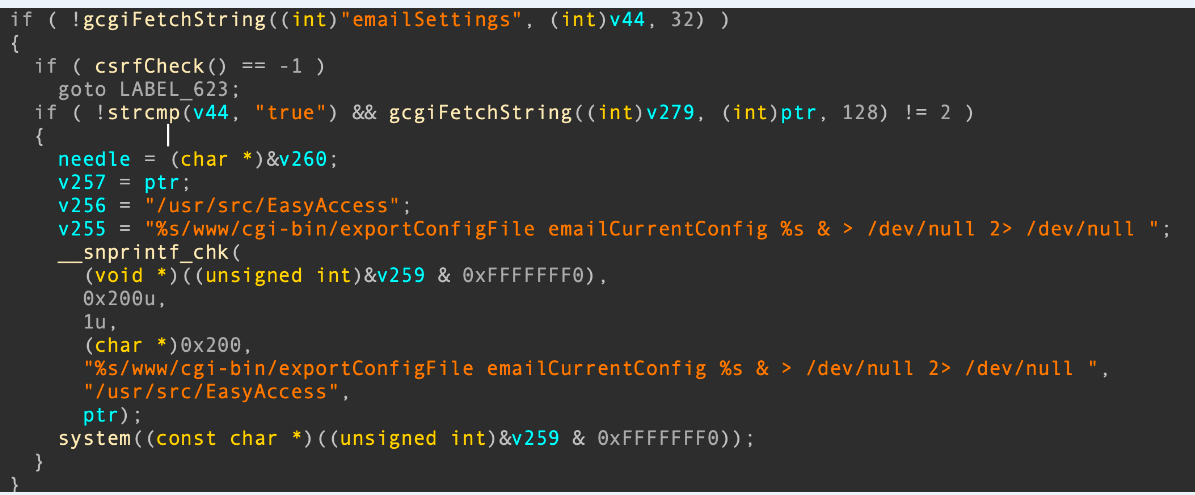 if ( !gcgiFetchString((int)"emailSettings", (int)v44, 32) )
{
if ( csrfCheck() == -1 )
goto LABEL_623;
if ( !strcmp(v44, "true") && gcgiFetchString((int)v279, (int)ptr, 128) != 2 )
{
needle = (char *)&v260;
v257 = ptr;
v256 = "/usr/src/EasyAccess";
v255 = "%s/www/cgi-bin/exportConfigFile emailCurrentConfig %s & > /dev/null 2> /dev/null ";
__snprintf_chk(
(void *)((unsigned int)&v259 & 0xFFFFFFF0),
0x200u,
1u,
(char *)0x200,
"%s/www/cgi-bin/exportConfigFile emailCurrentConfig %s & > /dev/null 2> /dev/null ",
"/usr/src/EasyAccess",
ptr);
system((const char *)((unsigned int)&v259 & 0xFFFFFFF0));
}
}